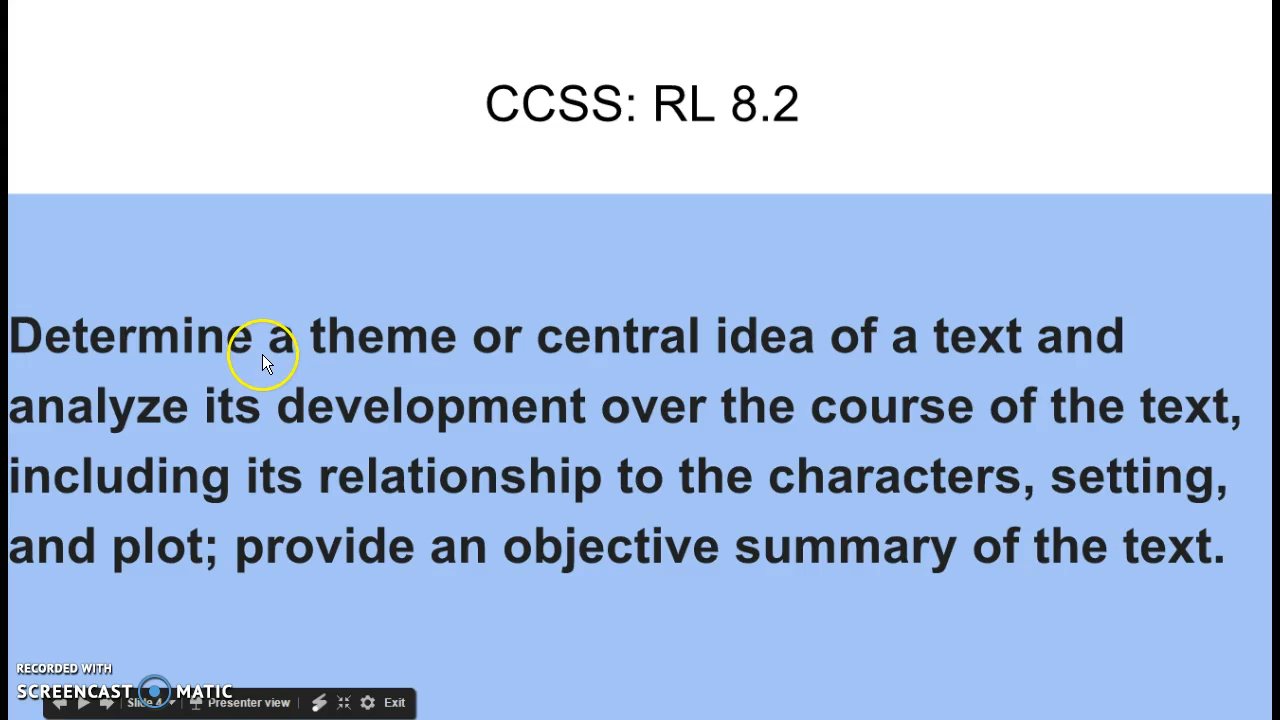 CCSS: RL 8.2
Determine a theme or central idea of a text and
analyze its development over the course of the text,
including its relationship to the characters, setting,
and plot; provide an objective summary of the text.
RECORDED WITH
SCREENCAST MATIC
Slide 4 Presenter view Exit